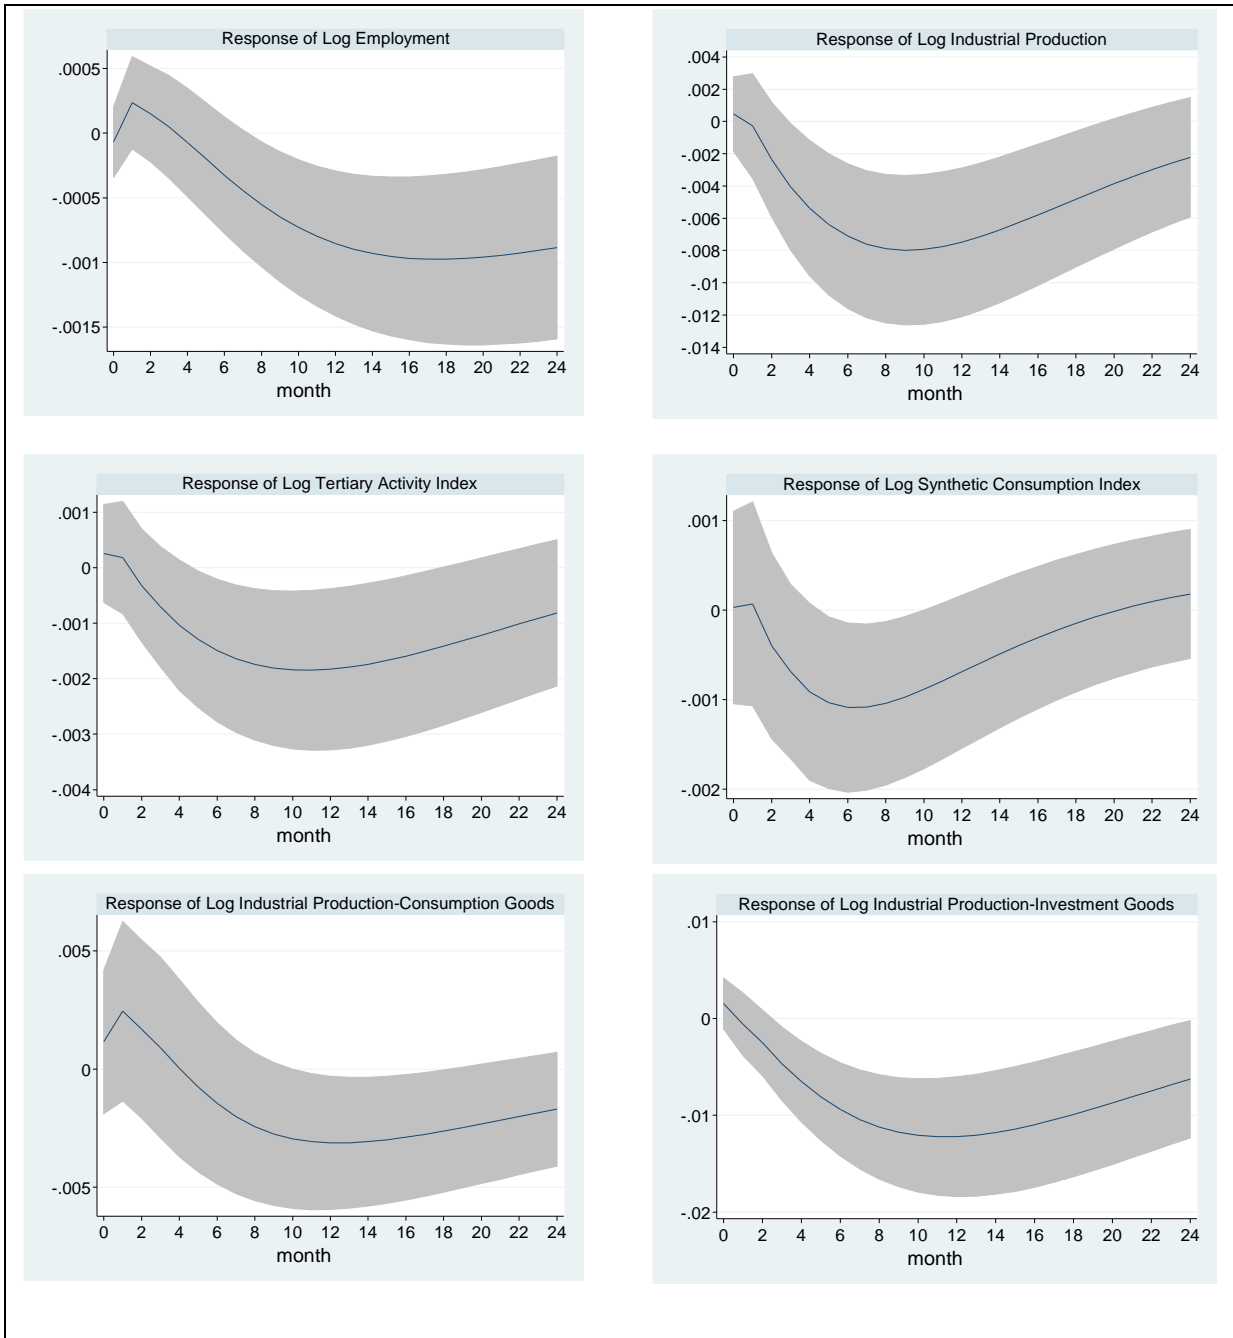 Response of Log Employment
.0005
0
-.0005
-.001
-.0015
0 2 4 6 8 10 12 14 16 18 20 22 24
month
Response of Log Industrial Production
.004
.002
0
-.002
-.004
-.006
-.008
-.01
-.012
-.014
0 2 4 6 8 10 12 14 16 18 20 22 24
month
Response of Log Tertiary Activity Index
.001
0
-.001
-.002
-.003
-.004
0 2 4 6 8 10 12 14 16 18 20 22 24
month
Response of Log Synthetic Consumption Index
.001
0
-.001
-.002
0 2 4 6 8 10 12 14 16 18 20 22 24
month
Response of Log Industrial Production-Consumption Goods
.005
0
-.005
0 2 4 6 8 10 12 14 16 18 20 22 24
month
Response of Log Industrial Production-Investment Goods
.01
0
-.01
-.02
0 2 4 6 8 10 12 14 16 18 20 22 24
month